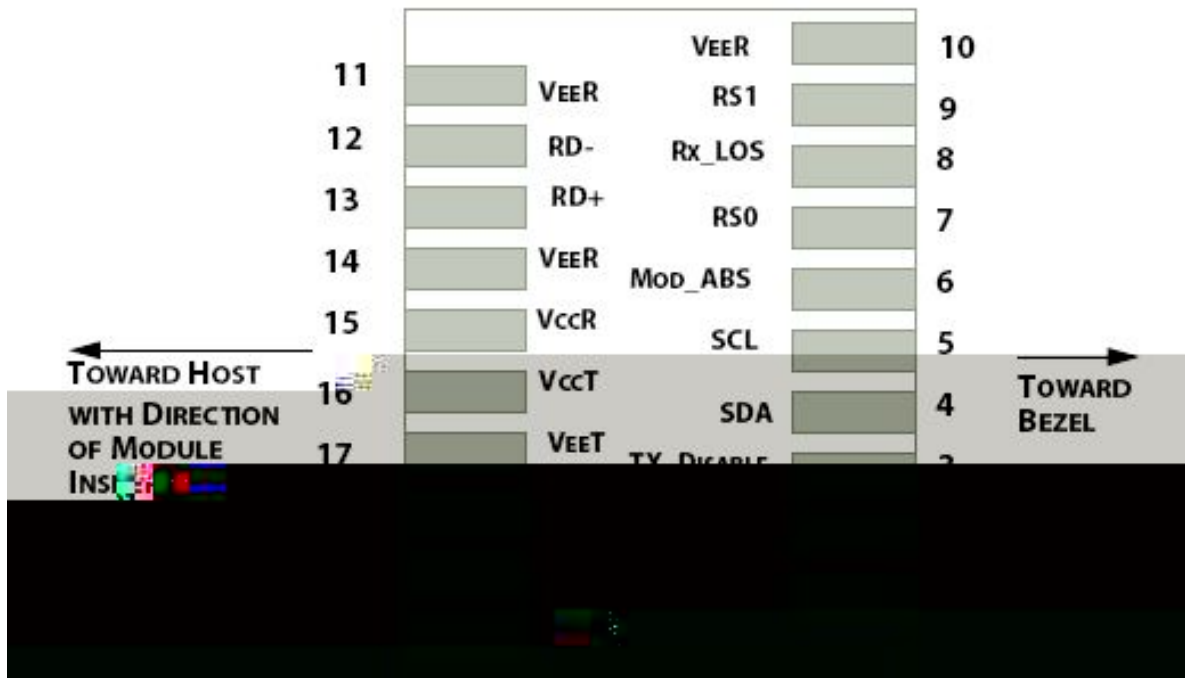 VEER 10
11 VEER
RS1 9
12 RD-
Rx_LOS 8
13 RD+
RS0 7
14 VEER
MOD_ABS 6
15 VCCR
SCL 5
TOWARD HOST
WITH DIRECTION
OF MODULE
16 VCCT
SDA 4
TOWARD
BEZEL
17 VEET
TX_DISABLE